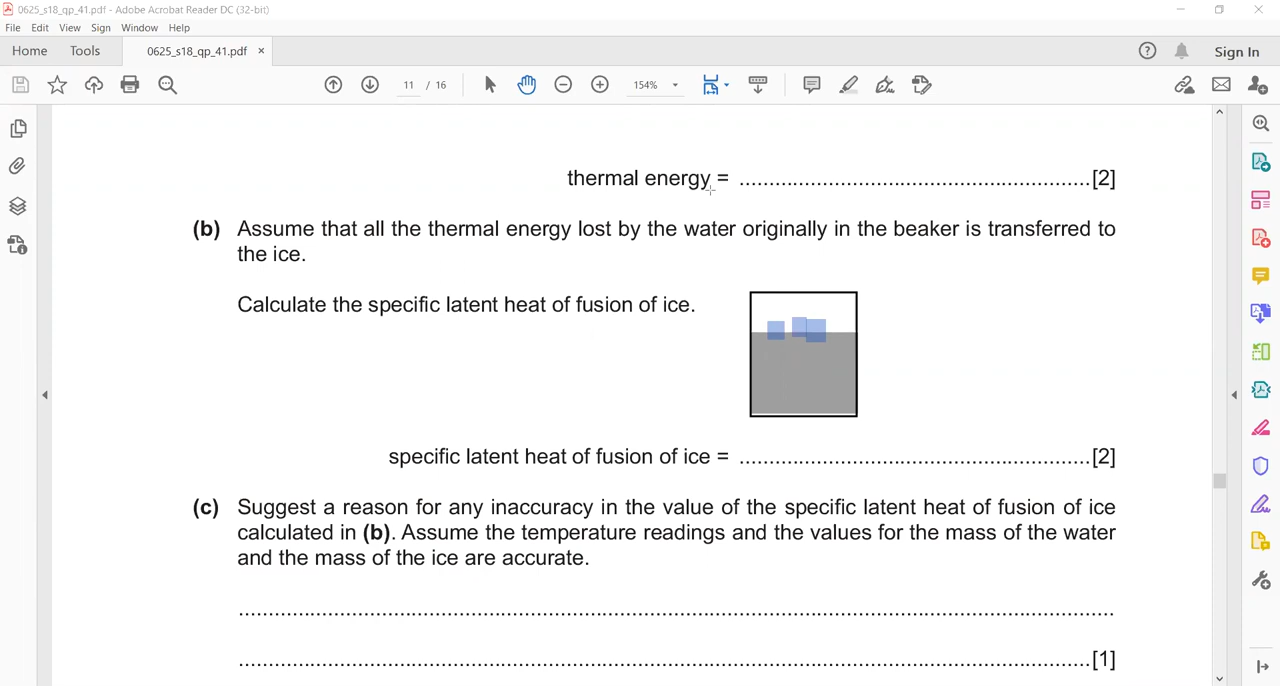 0625_s18_qp_41.pdf - Adobe Acrobat Reader DC (32-bit)
File Edit View Sign Window Help
Home Tools 0625_s18_qp_41.pdf × Sign In
11 / 16 154%
thermal energy = ............................................................[2]
(b) Assume that all the thermal energy lost by the water originally in the beaker is transferred to
the ice.
Calculate the specific latent heat of fusion of ice.
specific latent heat of fusion of ice = ............................................................[2]
(c) Suggest a reason for any inaccuracy in the value of the specific latent heat of fusion of ice
calculated in (b). Assume the temperature readings and the values for the mass of the water
and the mass of the ice are accurate.
....................................................................................................................................................
................................................................................................................................................[1]